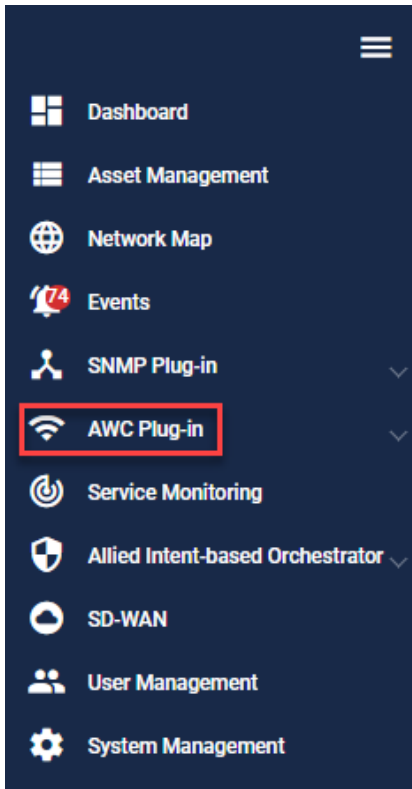 Dashboard
Asset Management
Network Map
74
Events
SNMP Plug-in
AWC Plug-in
Service Monitoring
Allied Intent-based Orchestrator
SD-WAN
User Management
System Management